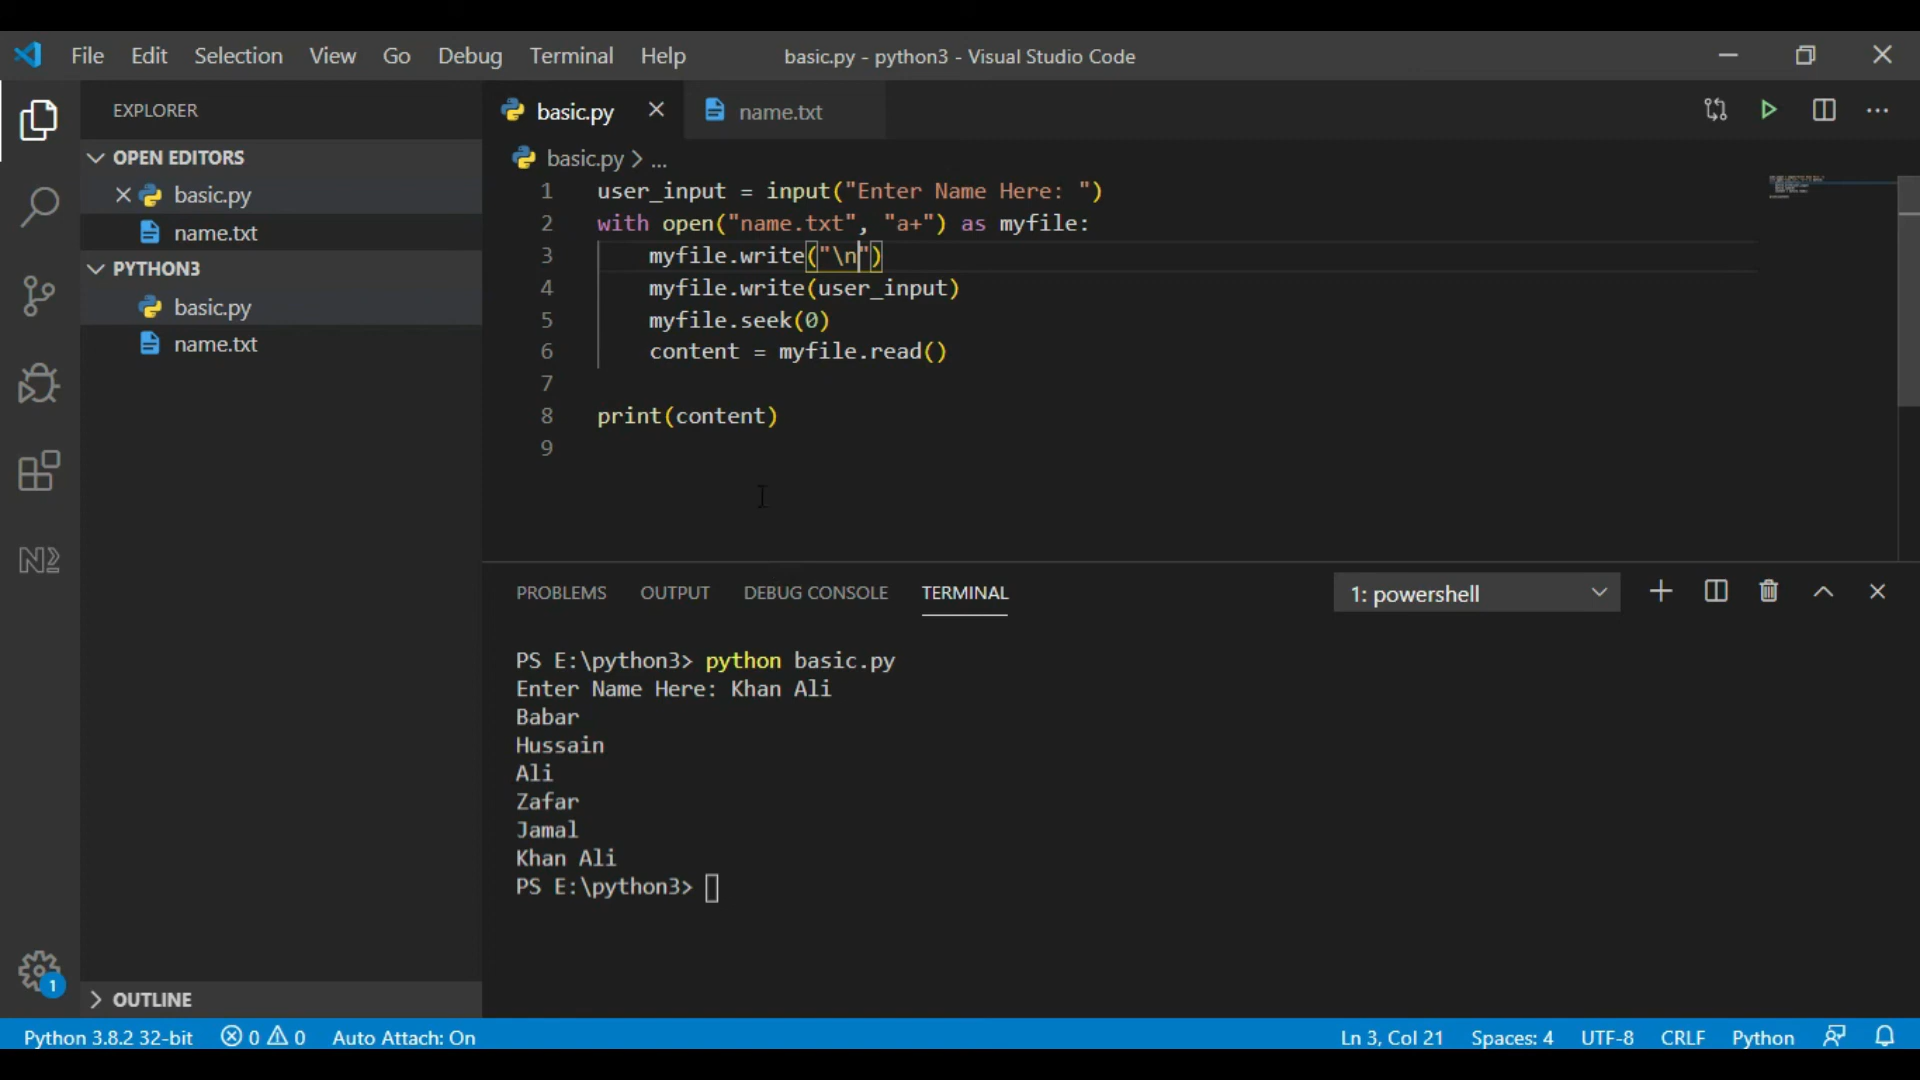 File Edit Selection View Go Debug Terminal Help basic.py - python3 - Visual Studio Code
EXPLORER
OPEN EDITORS
basic.py
name.txt
PYTHON3
basic.py
name.txt
OUTLINE
basic.py name.txt
basic.py > ...
1 user_input = input("Enter Name Here: ")
2 with open("name.txt", "a+") as myfile:
3 myfile.write("\n")
4 myfile.write(user_input)
5 myfile.seek(0)
6 content = myfile.read()
7
8 print(content)
9
PROBLEMS OUTPUT DEBUG CONSOLE TERMINAL 1: powershell
PS E:\python3> python basic.py
Enter Name Here: Khan Ali
Babar
Hussain
Ali
Zafar
Jamal
Khan Ali
PS E:\python3>
1
Python 3.8.2 32-bit 0 0 Auto Attach: On Ln 3, Col 21 Spaces: 4 UTF-8 CRLF Python